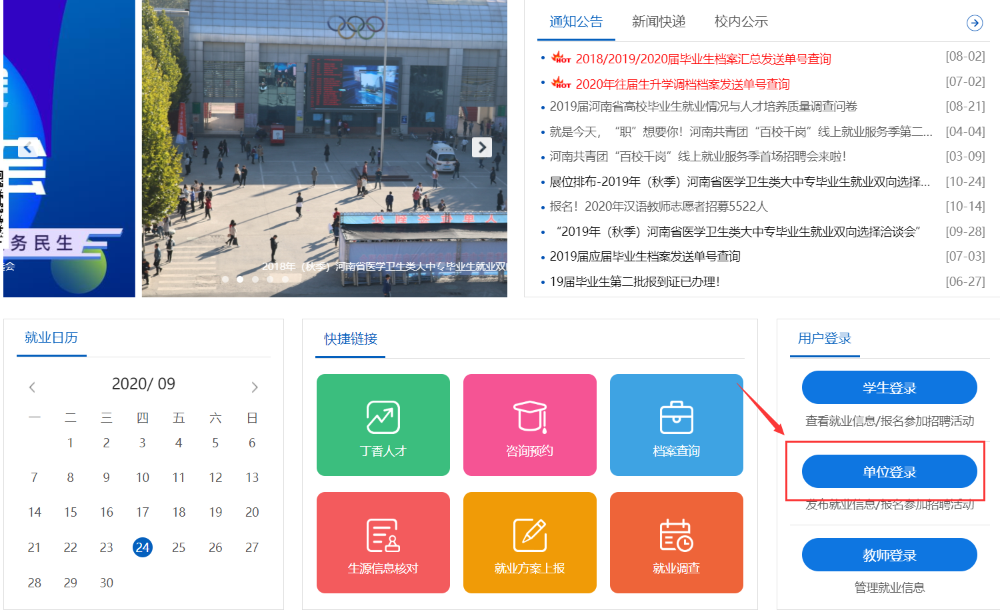 务民生
选会
2018年（秋季）河南省医学卫生类大中专毕业生就业双向
通知公告 新闻快递 校内公示
HOT 2018/2019/2020届毕业生档案汇总发送单号查询 [08-02]
HOT 2020年往届生升学调档档案发送单号查询 [07-02]
2019届河南省高校毕业生就业情况与人才培养质量调查问卷 [08-21]
就是今天，“职”想要你！河南共青团“百校千岗”线上就业服务季第二... [04-04]
河南共青团“百校千岗”线上就业服务季首场招聘会来啦！ [03-09]
展位排布-2019年（秋季）河南省医学卫生类大中专毕业生就业双向选择... [10-24]
报名！2020年汉语教师志愿者招募5522人 [10-14]
“2019年（秋季）河南省医学卫生类大中专毕业生就业双向选择洽谈会” [09-28]
2019届应届毕业生档案发送单号查询 [07-03]
19届毕业生第二批报到证已办理！ [06-27]
就业日历
2020/ 09
一 二 三 四 五 六 日
1 2 3 4 5 6
7 8 9 10 11 12 13
14 15 16 17 18 19 20
21 22 23 24 25 26 27
28 29 30
快捷链接
丁香人才 咨询预约 档案查询
生源信息核对 就业方案上报 就业调查
用户登录
学生登录
查看就业信息/报名参加招聘活动
单位登录
发布就业信息/报名参加招聘活动
教师登录
管理就业信息